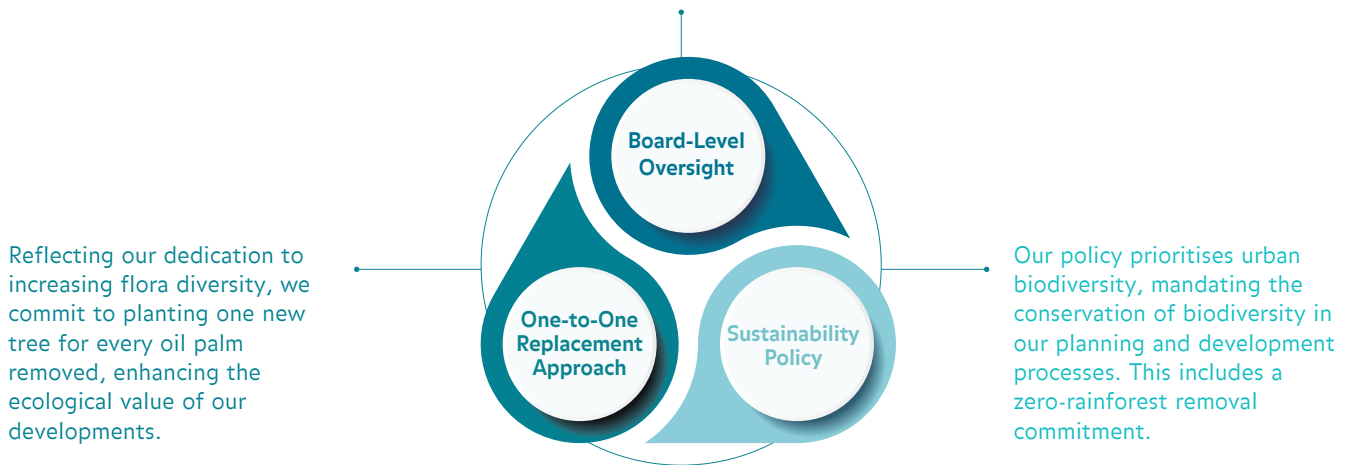 Board-Level
Oversight
Reflecting our dedication to
increasing flora diversity, we
commit to planting one new
tree for every oil palm
removed, enhancing the
ecological value of our
developments.
One-to-One
Replacement
Approach
Sustainability
Policy
Our policy prioritises urban
biodiversity, mandating the
conservation of biodiversity in
our planning and development
processes. This includes a
zero-rainforest removal
commitment.